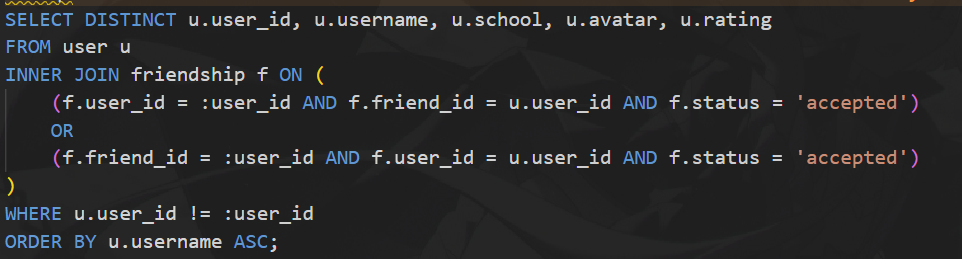 SELECT DISTINCT u.user_id, u.username, u.school, u.avatar, u.rating
FROM user u
INNER JOIN friendship f ON (
    (f.user_id = :user_id AND f.friend_id = u.user_id AND f.status = 'accepted')
    OR
    (f.friend_id = :user_id AND f.user_id = u.user_id AND f.status = 'accepted')
)
WHERE u.user_id != :user_id
ORDER BY u.username ASC;